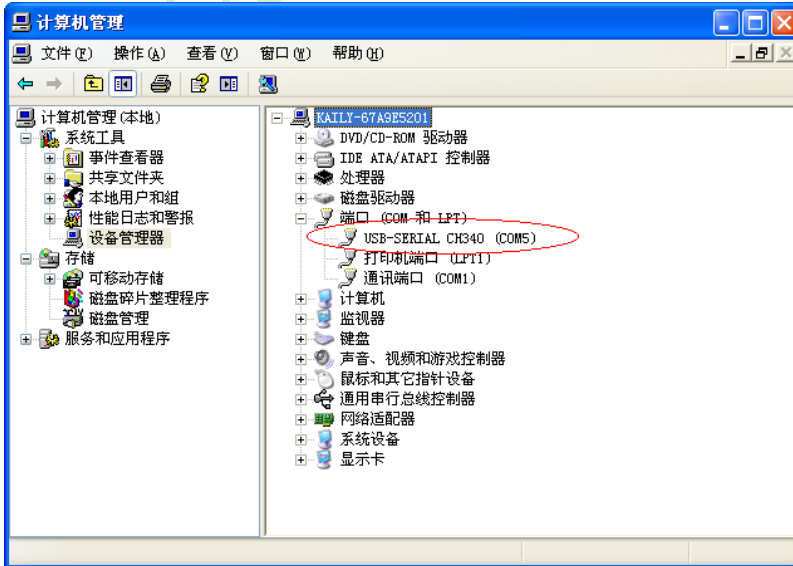 计算机管理
文件(F) 操作(A) 查看(V) 窗口(W) 帮助(H)
计算机管理(本地)
系统工具
事件查看器
共享文件夹
本地用户和组
性能日志和警报
设备管理器
存储
可移动存储
磁盘碎片整理程序
磁盘管理
服务和应用程序
KAILY-67A9E5201
DVD/CD-ROM 驱动器
IDE ATA/ATAPI 控制器
处理器
磁盘驱动器
端口 (COM 和 LPT)
USB-SERIAL CH340 (COM5)
打印机端口 (LPT1)
通讯端口 (COM1)
计算机
监视器
键盘
声音、视频和游戏控制器
鼠标和其它指针设备
通用串行总线控制器
网络适配器
系统设备
显示卡